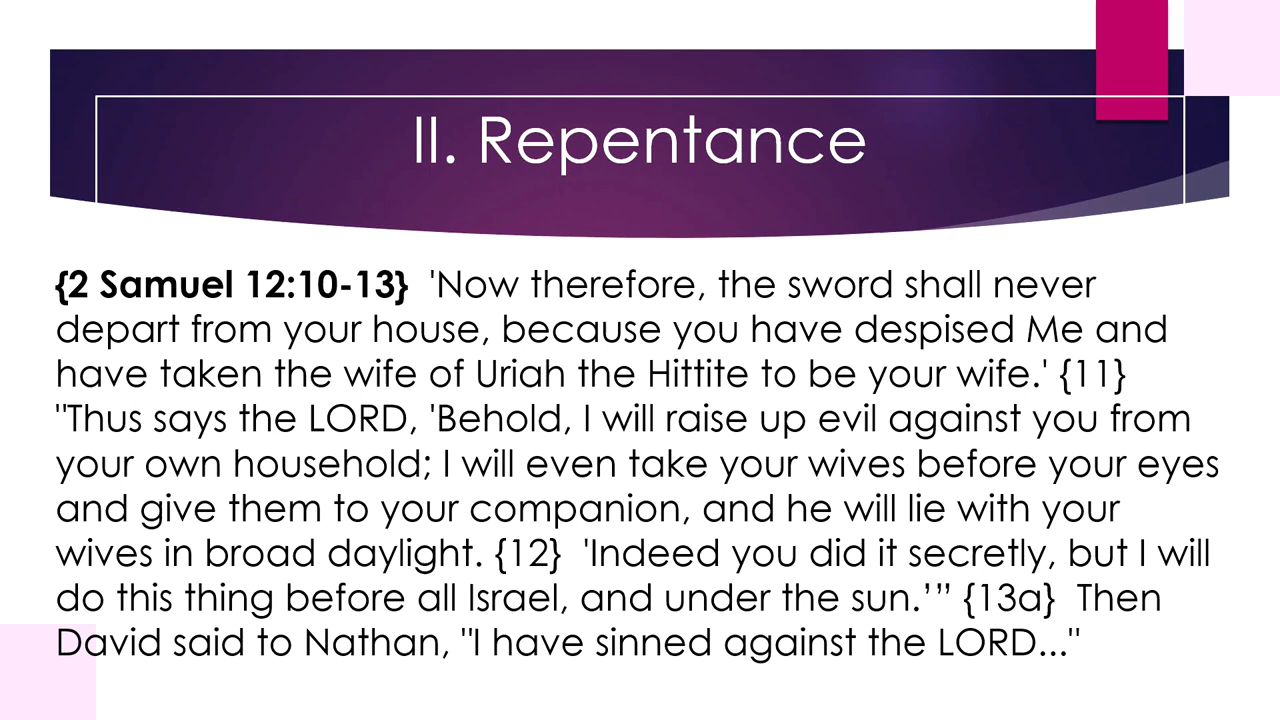 II. Repentance
{2 Samuel 12:10-13}  'Now therefore, the sword shall never
depart from your house, because you have despised Me and
have taken the wife of Uriah the Hittite to be your wife.' {11}
"Thus says the LORD, 'Behold, I will raise up evil against you from
your own household; I will even take your wives before your eyes
and give them to your companion, and he will lie with your
wives in broad daylight. {12}  'Indeed you did it secretly, but I will
do this thing before all Israel, and under the sun.’” {13a}  Then
David said to Nathan, "I have sinned against the LORD..."